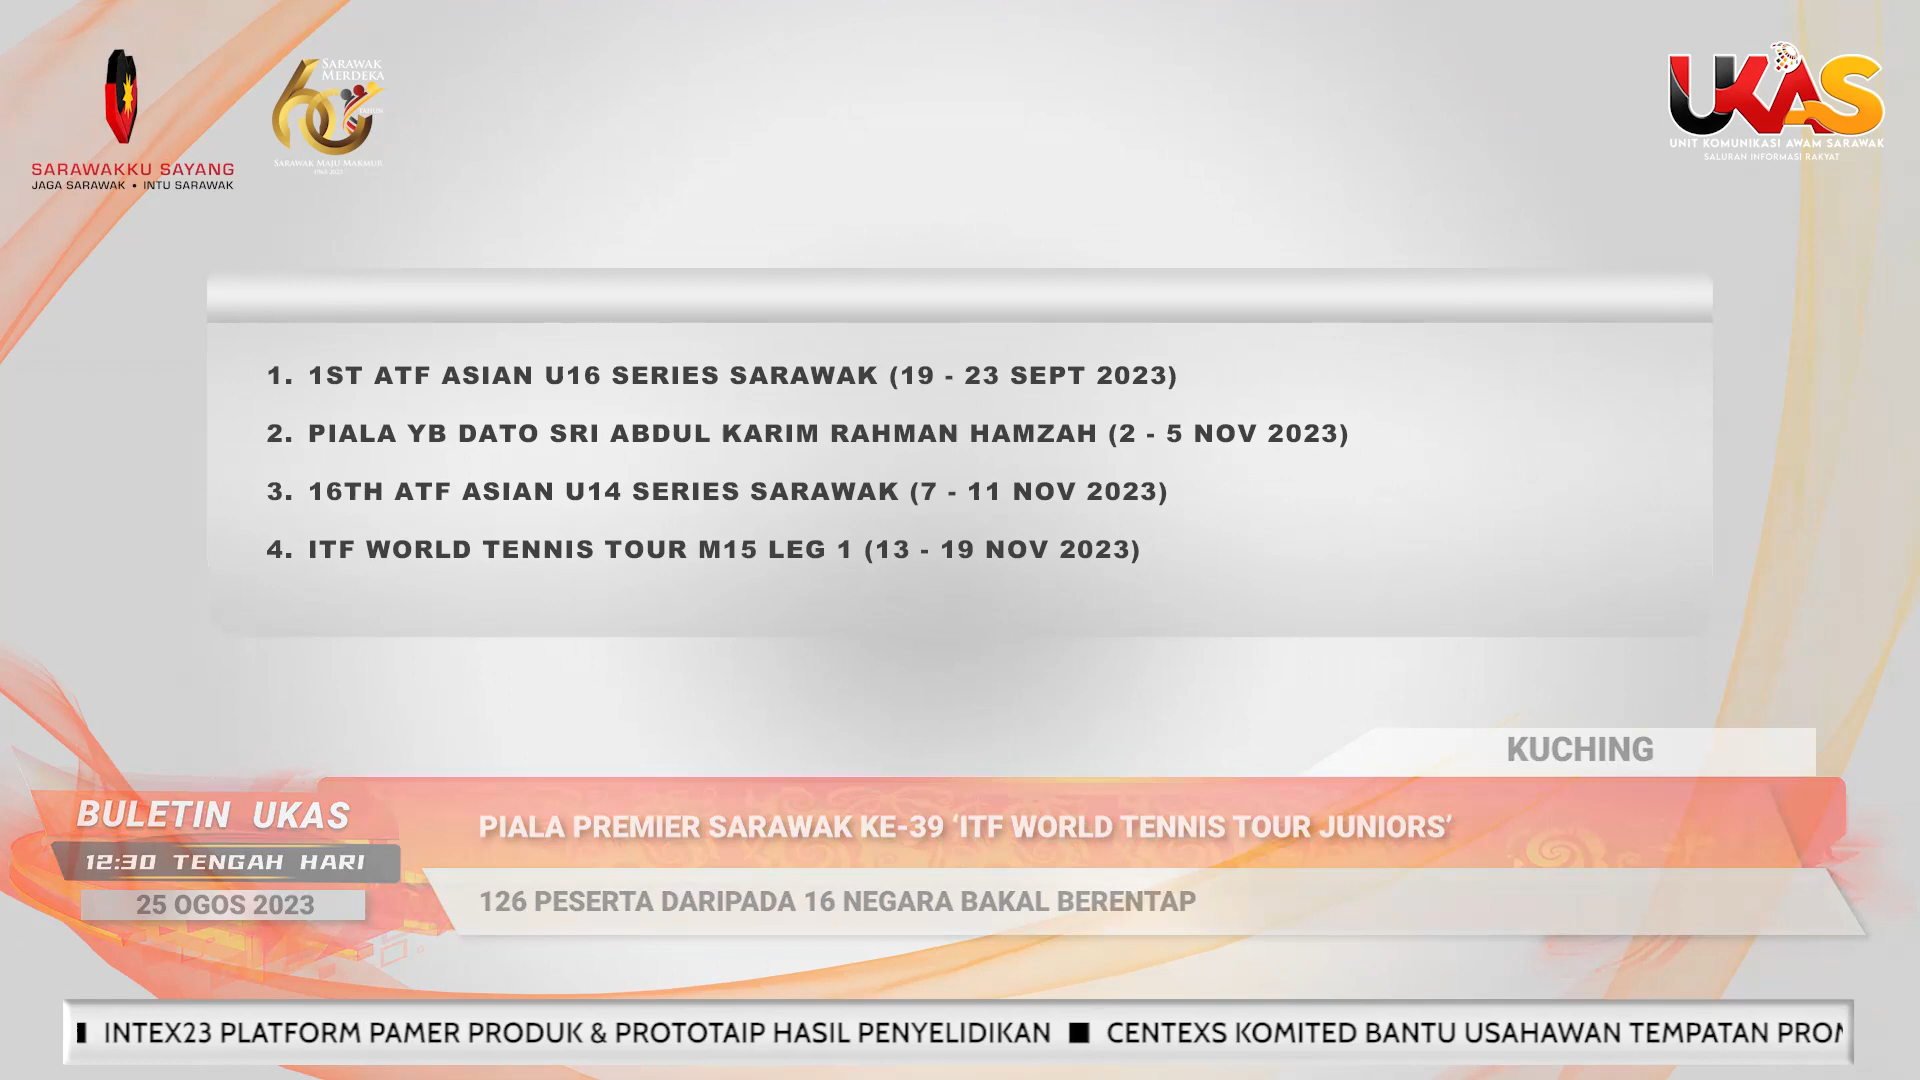 SARAWAKKU SAYANG
JAGA SARAWAK • INTU SARAWAK
SARAWAK
MERDEKA
60
TAHUN
SARAWAK MAJU MAKMUR
1963-2023
UKAS
UNIT KOMUNIKASI AWAM SARAWAK
SALURAN INFORMASI RAKYAT
1. 1ST ATF ASIAN U16 SERIES SARAWAK (19 - 23 SEPT 2023)
2. PIALA YB DATO SRI ABDUL KARIM RAHMAN HAMZAH (2 - 5 NOV 2023)
3. 16TH ATF ASIAN U14 SERIES SARAWAK (7 - 11 NOV 2023)
4. ITF WORLD TENNIS TOUR M15 LEG 1 (13 - 19 NOV 2023)
KUCHING
BULETIN UKAS
12:30 TENGAH HARI
25 OGOS 2023
PIALA PREMIER SARAWAK KE-39 ‘ITF WORLD TENNIS TOUR JUNIORS’
126 PESERTA DARIPADA 16 NEGARA BAKAL BERENTAP
INTEX23 PLATFORM PAMER PRODUK & PROTOTAIP HASIL PENYELIDIKAN ■ CENTEXS KOMITED BANTU USAHAWAN TEMPATAN